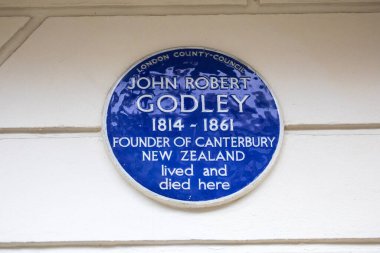 LONDON COUNTY COUNCIL
JOHN ROBERT
GODLEY
1814 - 1861
FOUNDER OF CANTERBURY
NEW ZEALAND
lived and
died here